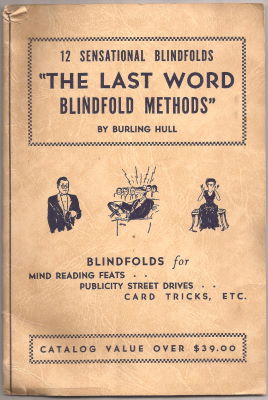 12 SENSATIONAL BLINDFOLDS
"THE LAST WORD
BLINDFOLD METHODS"
BY BURLING HULL
BLINDFOLDS for
MIND READING FEATS . .
PUBLICITY STREET DRIVES . .
CARD TRICKS, ETC.
CATALOG VALUE OVER $39.00